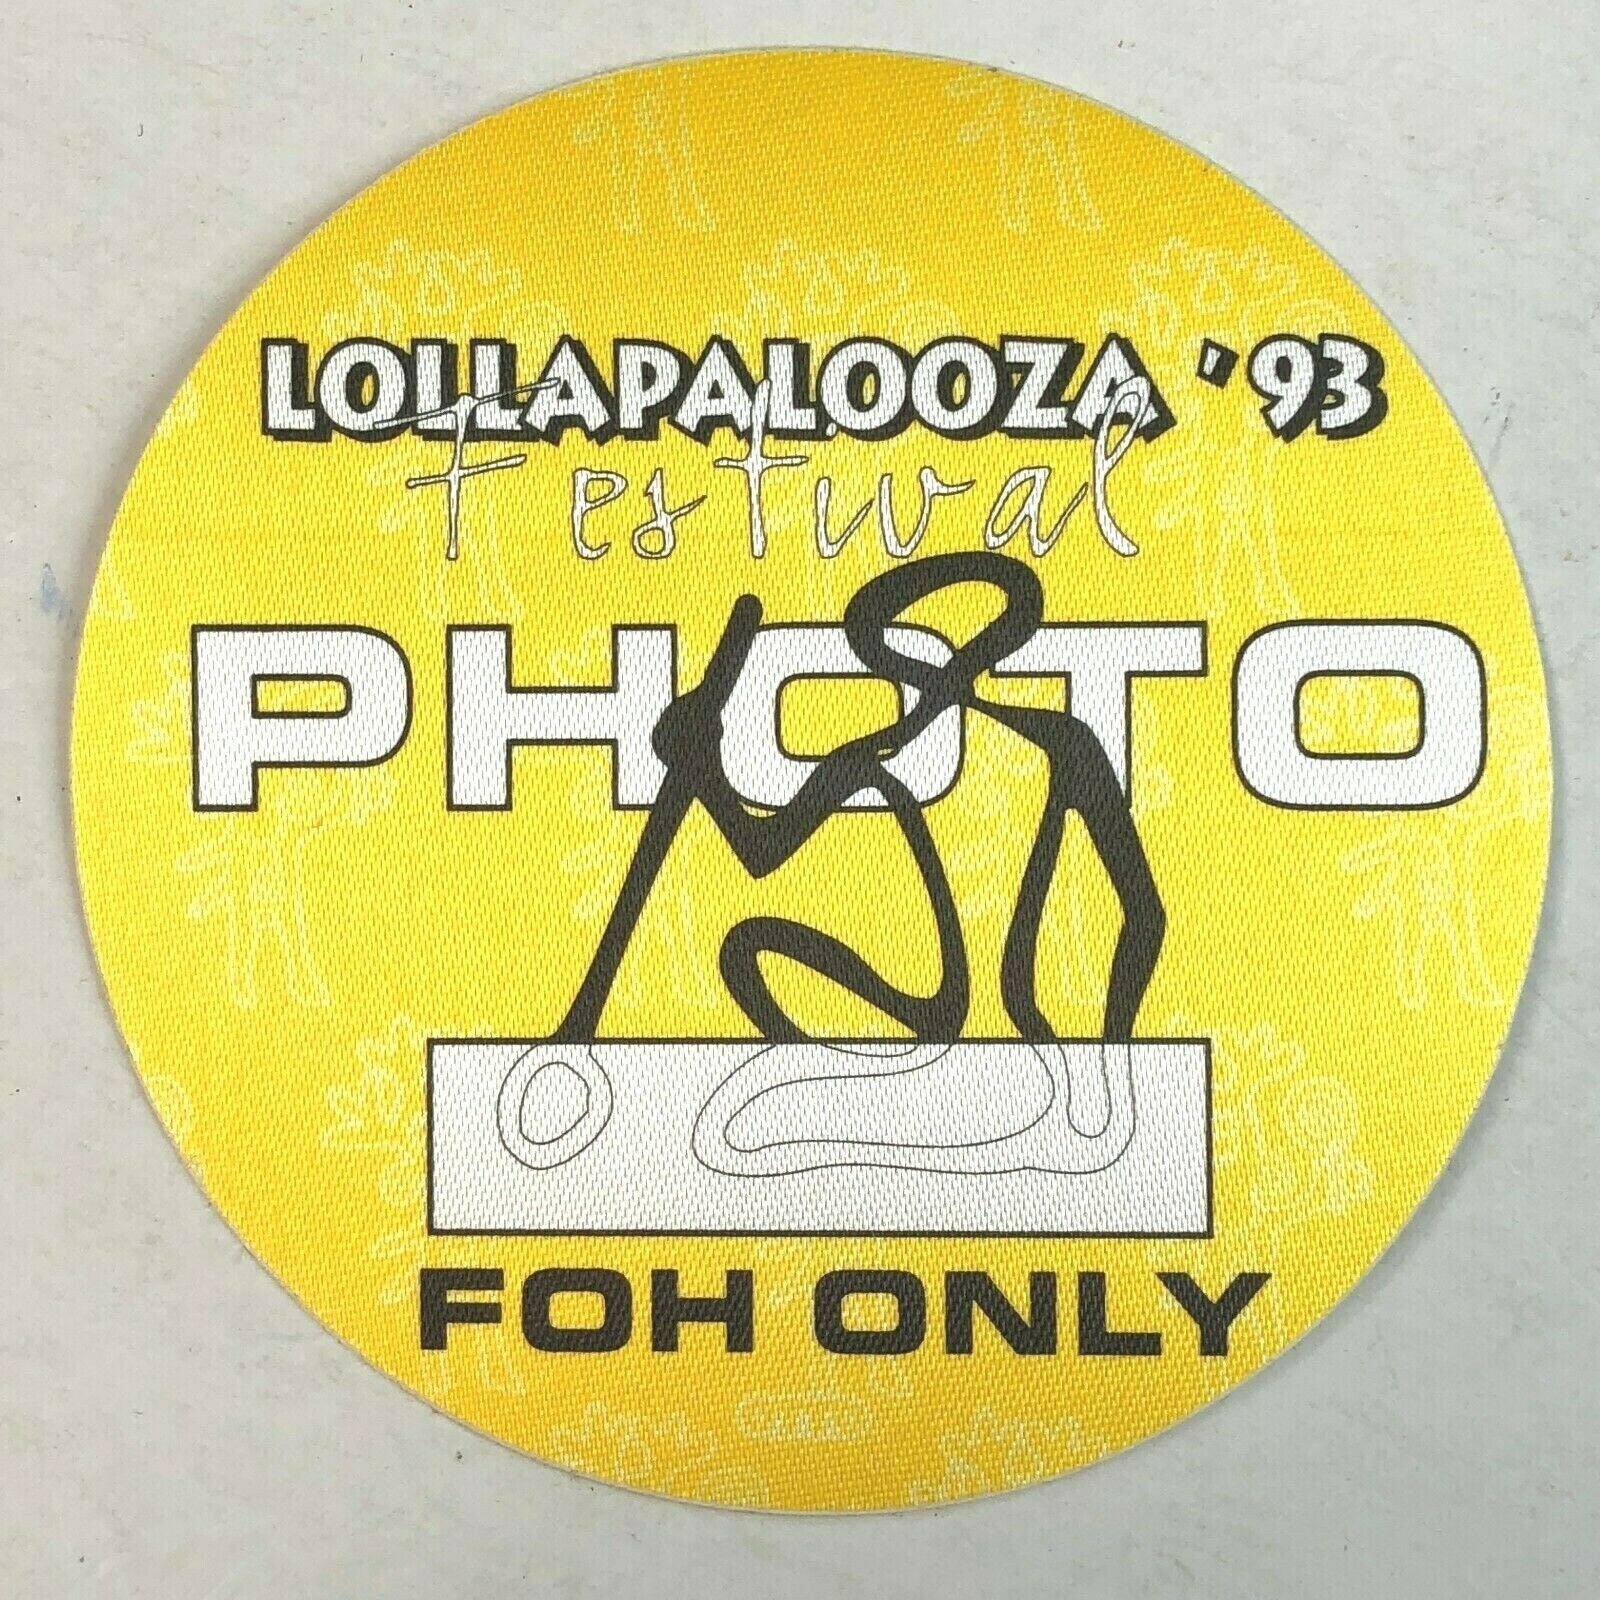 LOLLAPALOOZA '93
Festival
PHOTO
FOH ONLY